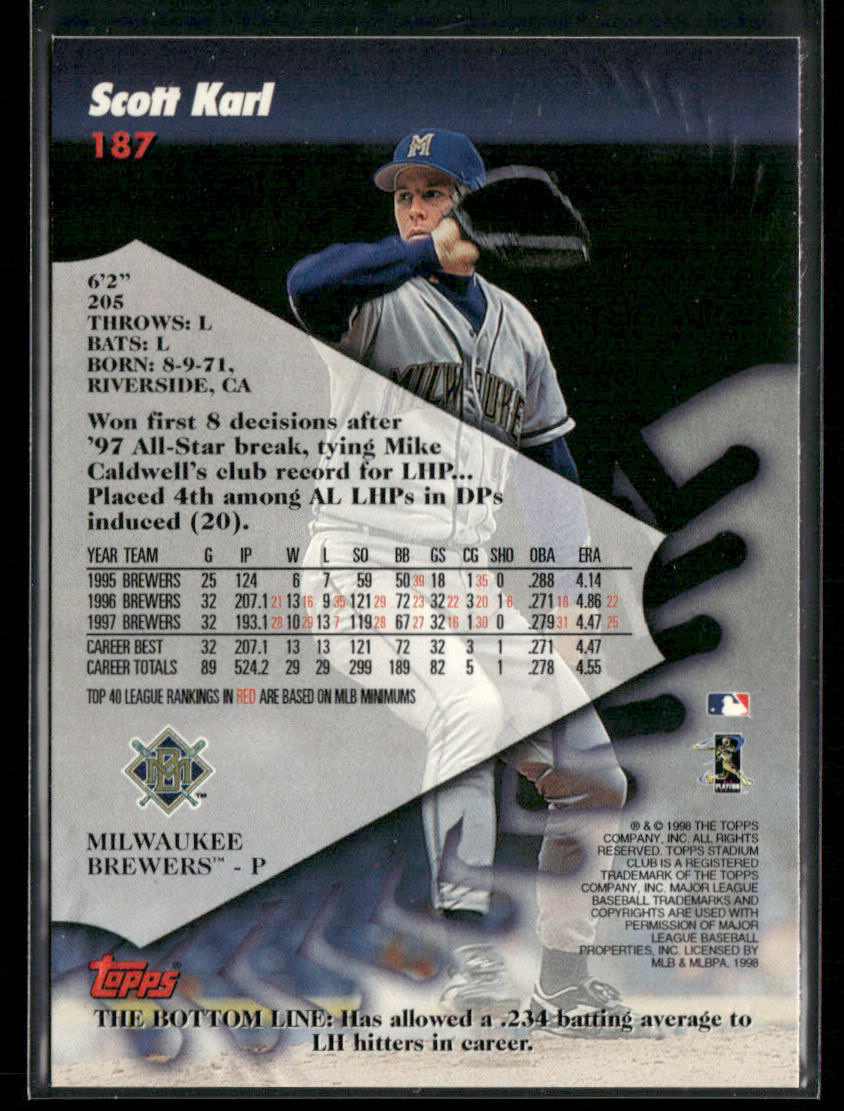 Scott Karl
187
M
6'2"
205
THROWS: L
BATS: L
BORN: 8-9-71,
RIVERSIDE, CA
MILWAUKEE
Won first 8 decisions after
'97 All-Star break, tying Mike
Caldwell's club record for LHP...
Placed 4th among AL LHPs in DPs
induced (20).
YEAR TEAM G IP W L SO BB GS CG SHO OBA ERA
1995 BREWERS 25 124 6 7 59 50 39 18 1 35 0 .288 4.14
1996 BREWERS 32 207.1 21 13 16 9 35 121 29 72 23 32 22 3 20 1 6 .271 18 4.86 22
1997 BREWERS 32 193.1 28 10 29 13 7 119 28 67 27 32 16 1 30 0 .279 31 4.47 25
CAREER BEST 32 207.1 13 13 121 72 32 3 1 .271 4.47
CAREER TOTALS 89 524.2 29 29 299 189 82 5 1 .278 4.55
TOP 40 LEAGUE RANKINGS IN RED ARE BASED ON MLB MINIMUMS
MB
™
MILWAUKEE
BREWERS™ - P
PLAYERS
® & © 1998 THE TOPPS
COMPANY, INC. ALL RIGHTS
RESERVED. TOPPS STADIUM
CLUB IS A REGISTERED
TRADEMARK OF THE TOPPS
COMPANY, INC. MAJOR LEAGUE
BASEBALL TRADEMARKS AND
COPYRIGHTS ARE USED WITH
PERMISSION OF MAJOR
LEAGUE BASEBALL
PROPERTIES, INC. LICENSED BY
MLB & MLBPA, 1998
topps®
THE BOTTOM LINE: Has allowed a .234 batting average to
LH hitters in career.